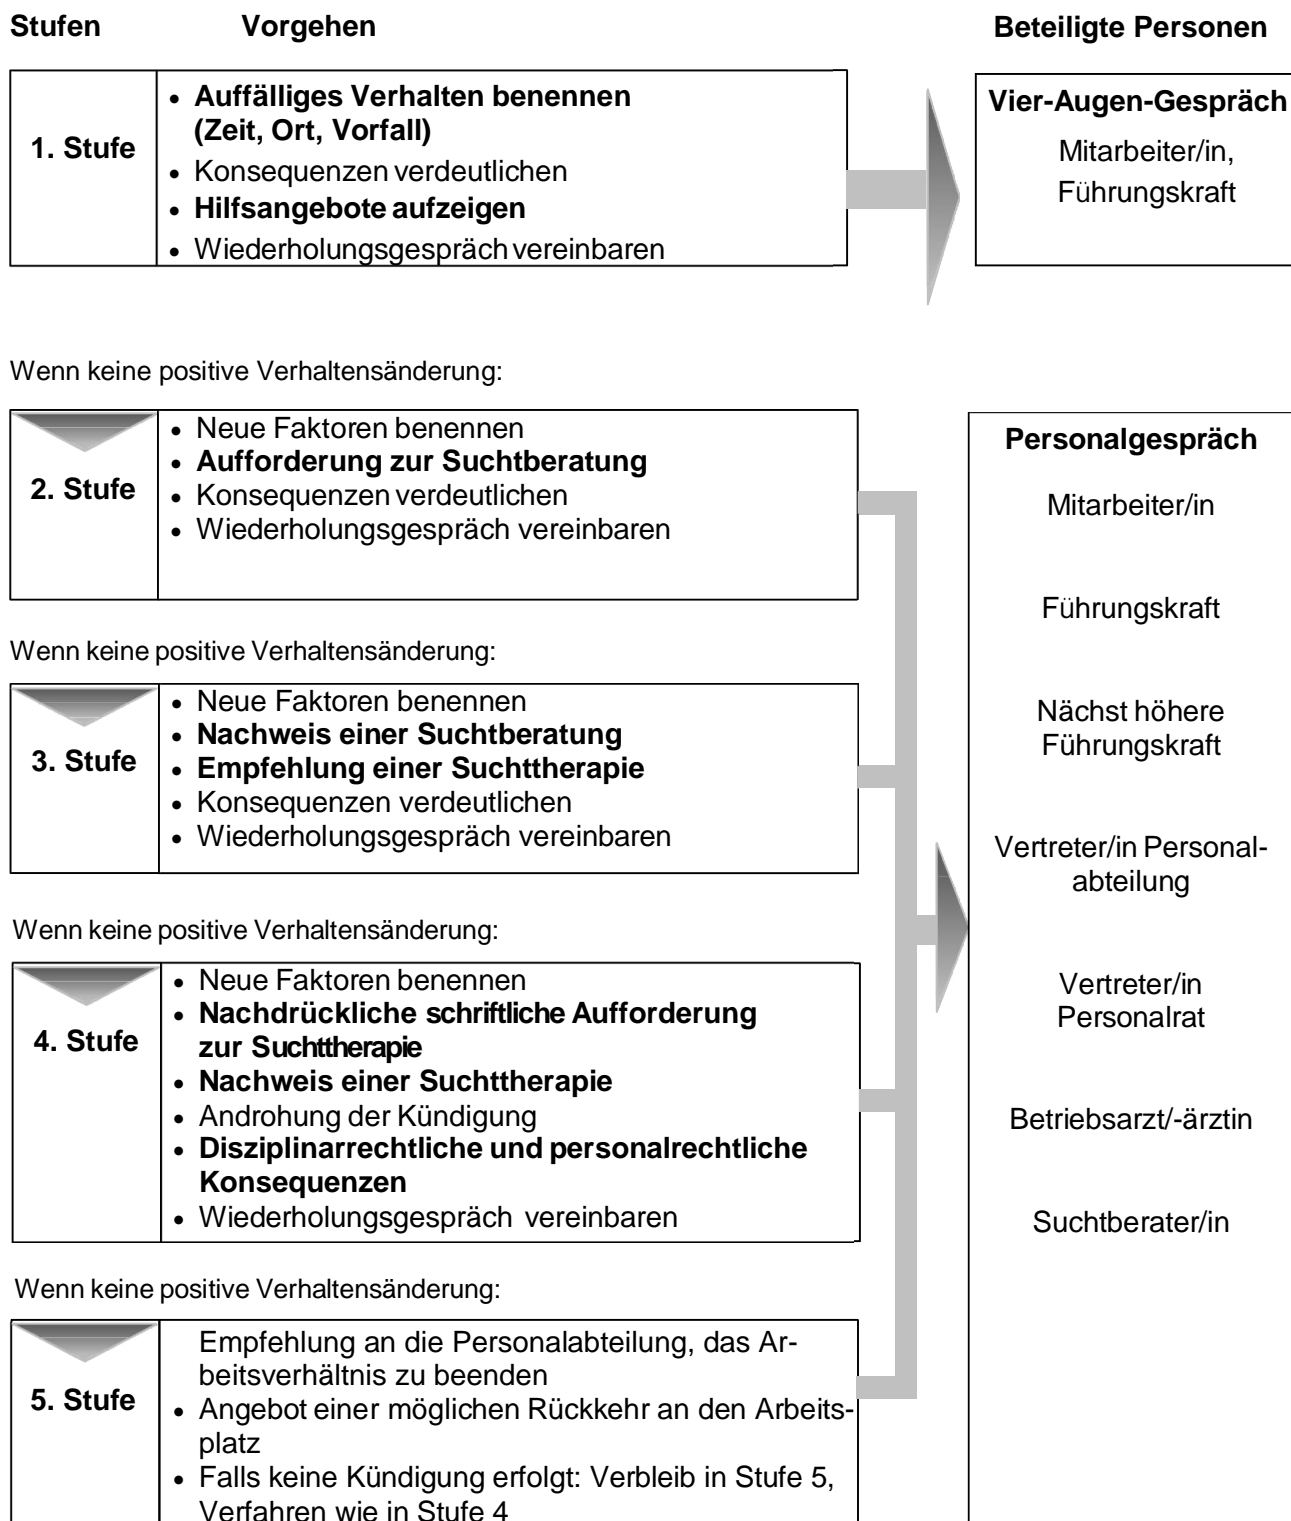 Stufen Vorgehen Beteiligte Personen
1. Stufe
• Auffälliges Verhalten benennen
(Zeit, Ort, Vorfall)
• Konsequenzen verdeutlichen
• Hilfsangebote aufzeigen
• Wiederholungsgespräch vereinbaren
Vier-Augen-Gespräch
Mitarbeiter/in,
Führungskraft
Wenn keine positive Verhaltensänderung:
2. Stufe
• Neue Faktoren benennen
• Aufforderung zur Suchtberatung
• Konsequenzen verdeutlichen
• Wiederholungsgespräch vereinbaren
Wenn keine positive Verhaltensänderung:
3. Stufe
• Neue Faktoren benennen
• Nachweis einer Suchtberatung
• Empfehlung einer Suchttherapie
• Konsequenzen verdeutlichen
• Wiederholungsgespräch vereinbaren
Wenn keine positive Verhaltensänderung:
4. Stufe
• Neue Faktoren benennen
• Nachdrückliche schriftliche Aufforderung
zur Suchttherapie
• Nachweis einer Suchttherapie
• Androhung der Kündigung
• Disziplinarrechtliche und personalrechtliche
Konsequenzen
• Wiederholungsgespräch vereinbaren
Wenn keine positive Verhaltensänderung:
5. Stufe
Empfehlung an die Personalabteilung, das Ar-
beitsverhältnis zu beenden
• Angebot einer möglichen Rückkehr an den Arbeits-
platz
• Falls keine Kündigung erfolgt: Verbleib in Stufe 5,
Verfahren wie in Stufe 4
Personalgespräch
Mitarbeiter/in
Führungskraft
Nächst höhere
Führungskraft
Vertreter/in Personal-
abteilung
Vertreter/in
Personalrat
Betriebsarzt/-ärztin
Suchtberater/in